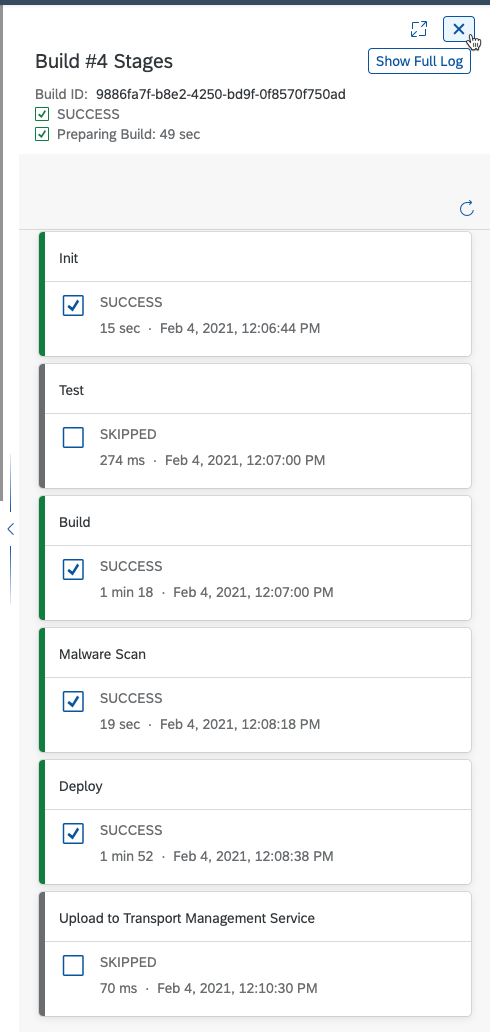 Build #4 Stages
Show Full Log
Build ID: 9886fa7f-b8e2-4250-bd9f-0f8570f750ad
SUCCESS
Preparing Build: 49 sec
Init
SUCCESS
15 sec · Feb 4, 2021, 12:06:44 PM
Test
SKIPPED
274 ms · Feb 4, 2021, 12:07:00 PM
Build
SUCCESS
1 min 18 · Feb 4, 2021, 12:07:00 PM
Malware Scan
SUCCESS
19 sec · Feb 4, 2021, 12:08:18 PM
Deploy
SUCCESS
1 min 52 · Feb 4, 2021, 12:08:38 PM
Upload to Transport Management Service
SKIPPED
70 ms · Feb 4, 2021, 12:10:30 PM